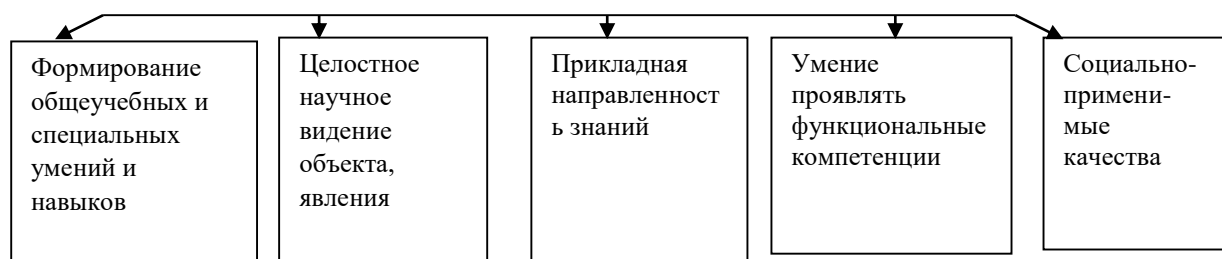 Формирование
общеучебных и
специальных
умений и
навыков
Целостное
научное
видение
объекта,
явления
Прикладная
направленност
ь знаний
Умение
проявлять
функциональные
компетенции
Социально-
примени-
мые
качества